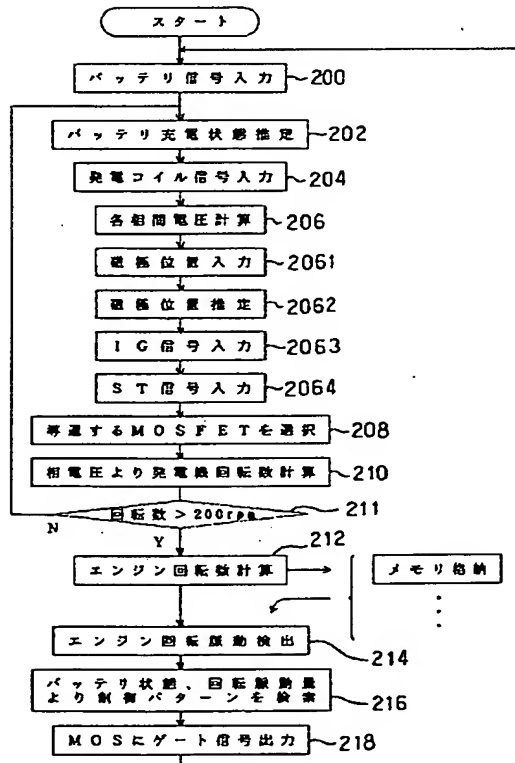 スタート
バッテリ信号入力 200
バッテリ充電状態推定 202
発電コイル信号入力 204
各相間電圧計算 206
磁極位置入力 2061
磁極位置推定 2062
IG信号入力 2063
ST信号入力 2064
導通するMOSFETを選択 208
相電圧より発電機回転数計算 210
回転数>200rpm 211
N
Y
212
エンジン回転数計算
メモリ格納
エンジン回転脈動検出 214
バッテリ状態、回転脈動量
より制御パターンを検索 216
MOSにゲート信号出力 218